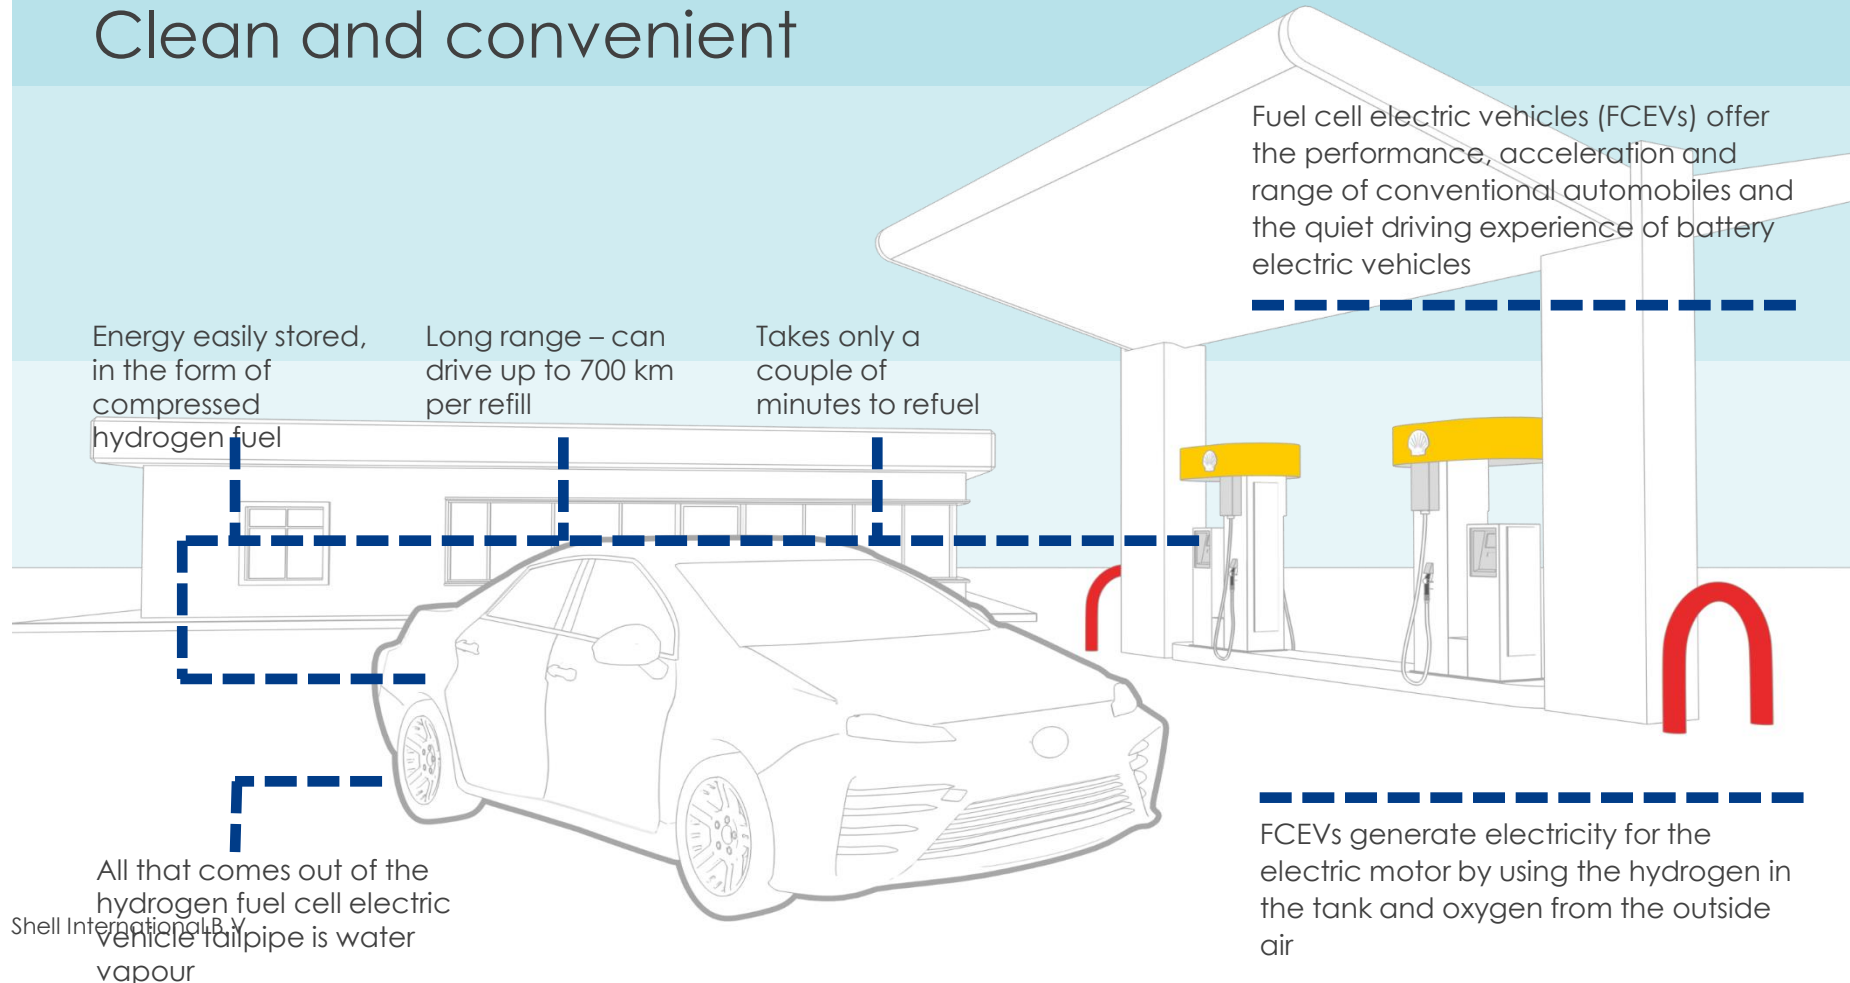 Clean and convenient
Fuel cell electric vehicles (FCEVs) offer
the performance, acceleration and
range of conventional automobiles and
the quiet driving experience of battery
electric vehicles
Energy easily stored,
in the form of
compressed
hydrogen fuel
Long range – can
drive up to 700 km
per refill
Takes only a
couple of
minutes to refuel
All that comes out of the
hydrogen fuel cell electric
vehicle tailpipe is water
vapour
FCEVs generate electricity for the
electric motor by using the hydrogen in
the tank and oxygen from the outside
air
Shell International B.V.